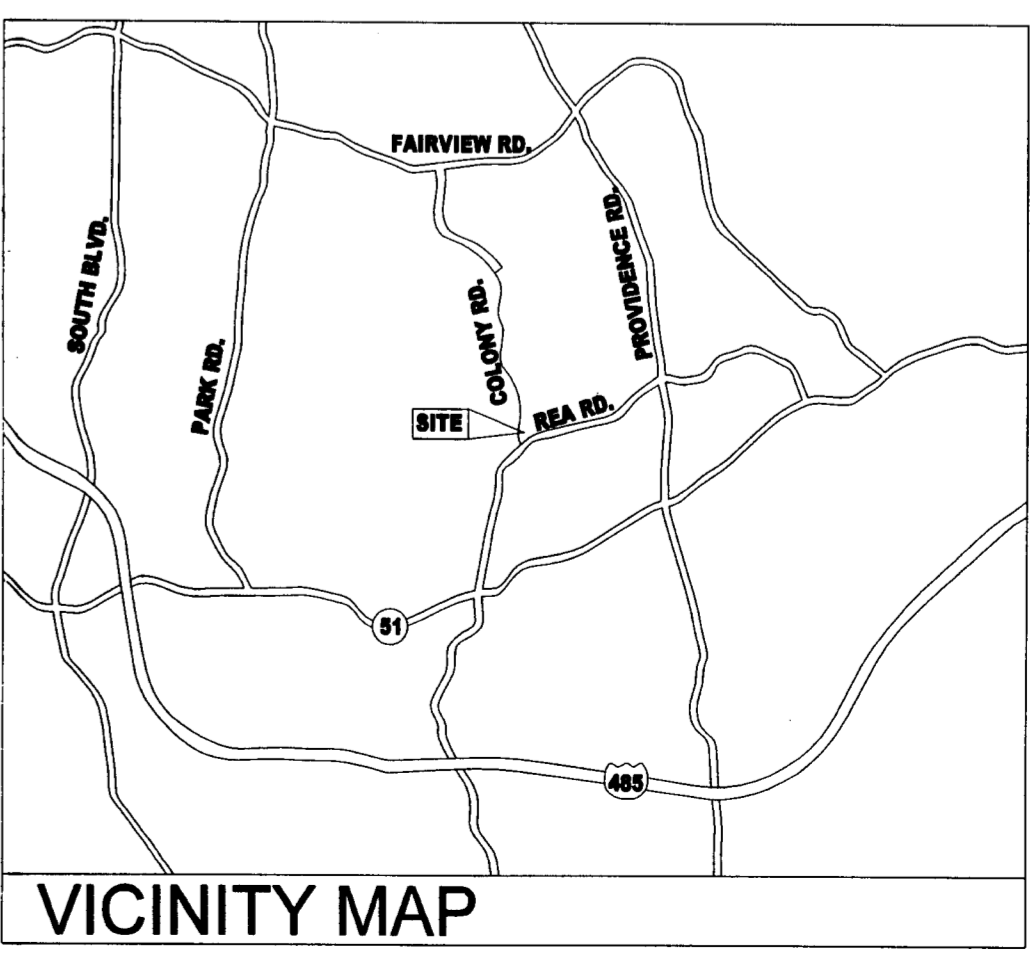 FAIRVIEW RD.
SOUTH BLVD.
PROVIDENCE RD.
COLONY RD.
PARK RD.
SITE
REA RD.
51
485
VICINITY MAP